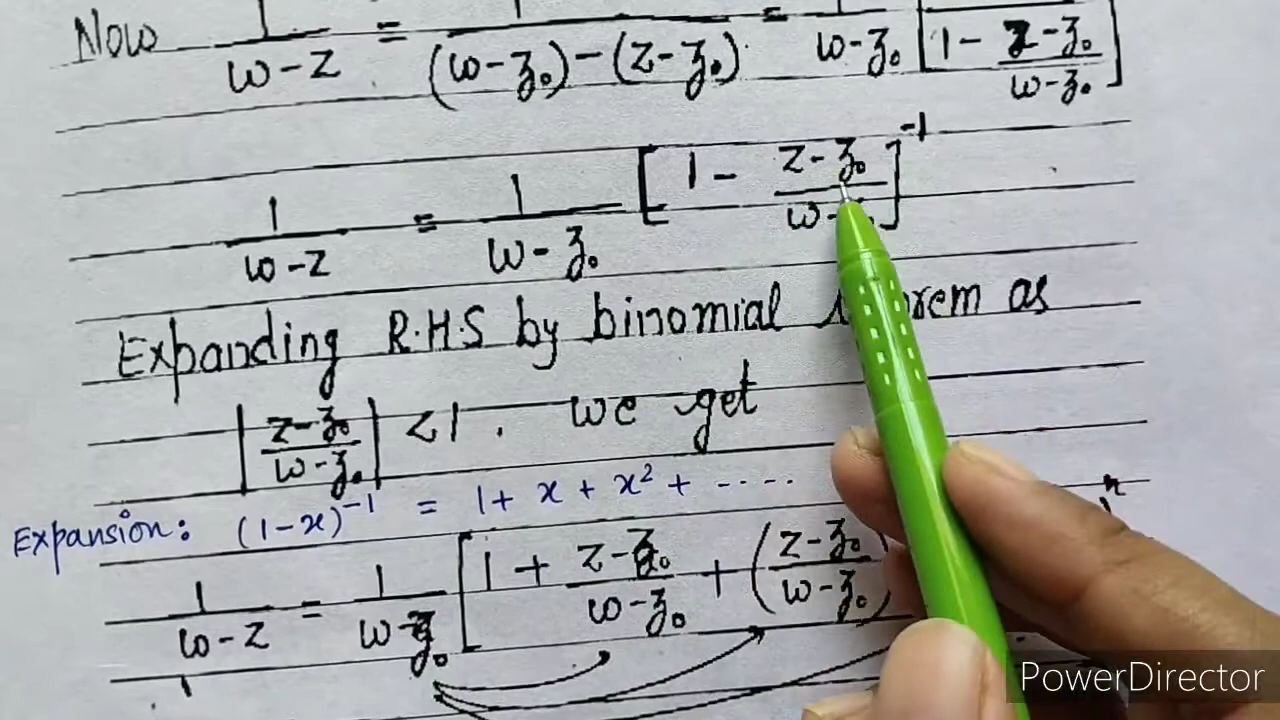 Now 1/(w-z) = 1/((w-z₀)-(z-z₀)) = 1/(w-z₀) [1/(1 - (z-z₀)/(w-z₀))]
1/(w-z) = 1/(w-z₀) [1 - (z-z₀)/(w-]⁻¹
Expanding R.H.S by binomial as
|(z-z₀)/(w-z₀)| < 1 . we get
Expansion: (1-x)⁻¹ = 1 + x + x² + ....
1/(w-z) = 1/(w-z₀) [1 + (z-z₀)/(w-z₀) + ((z-z₀)/(w-z₀)) n
PowerDirector